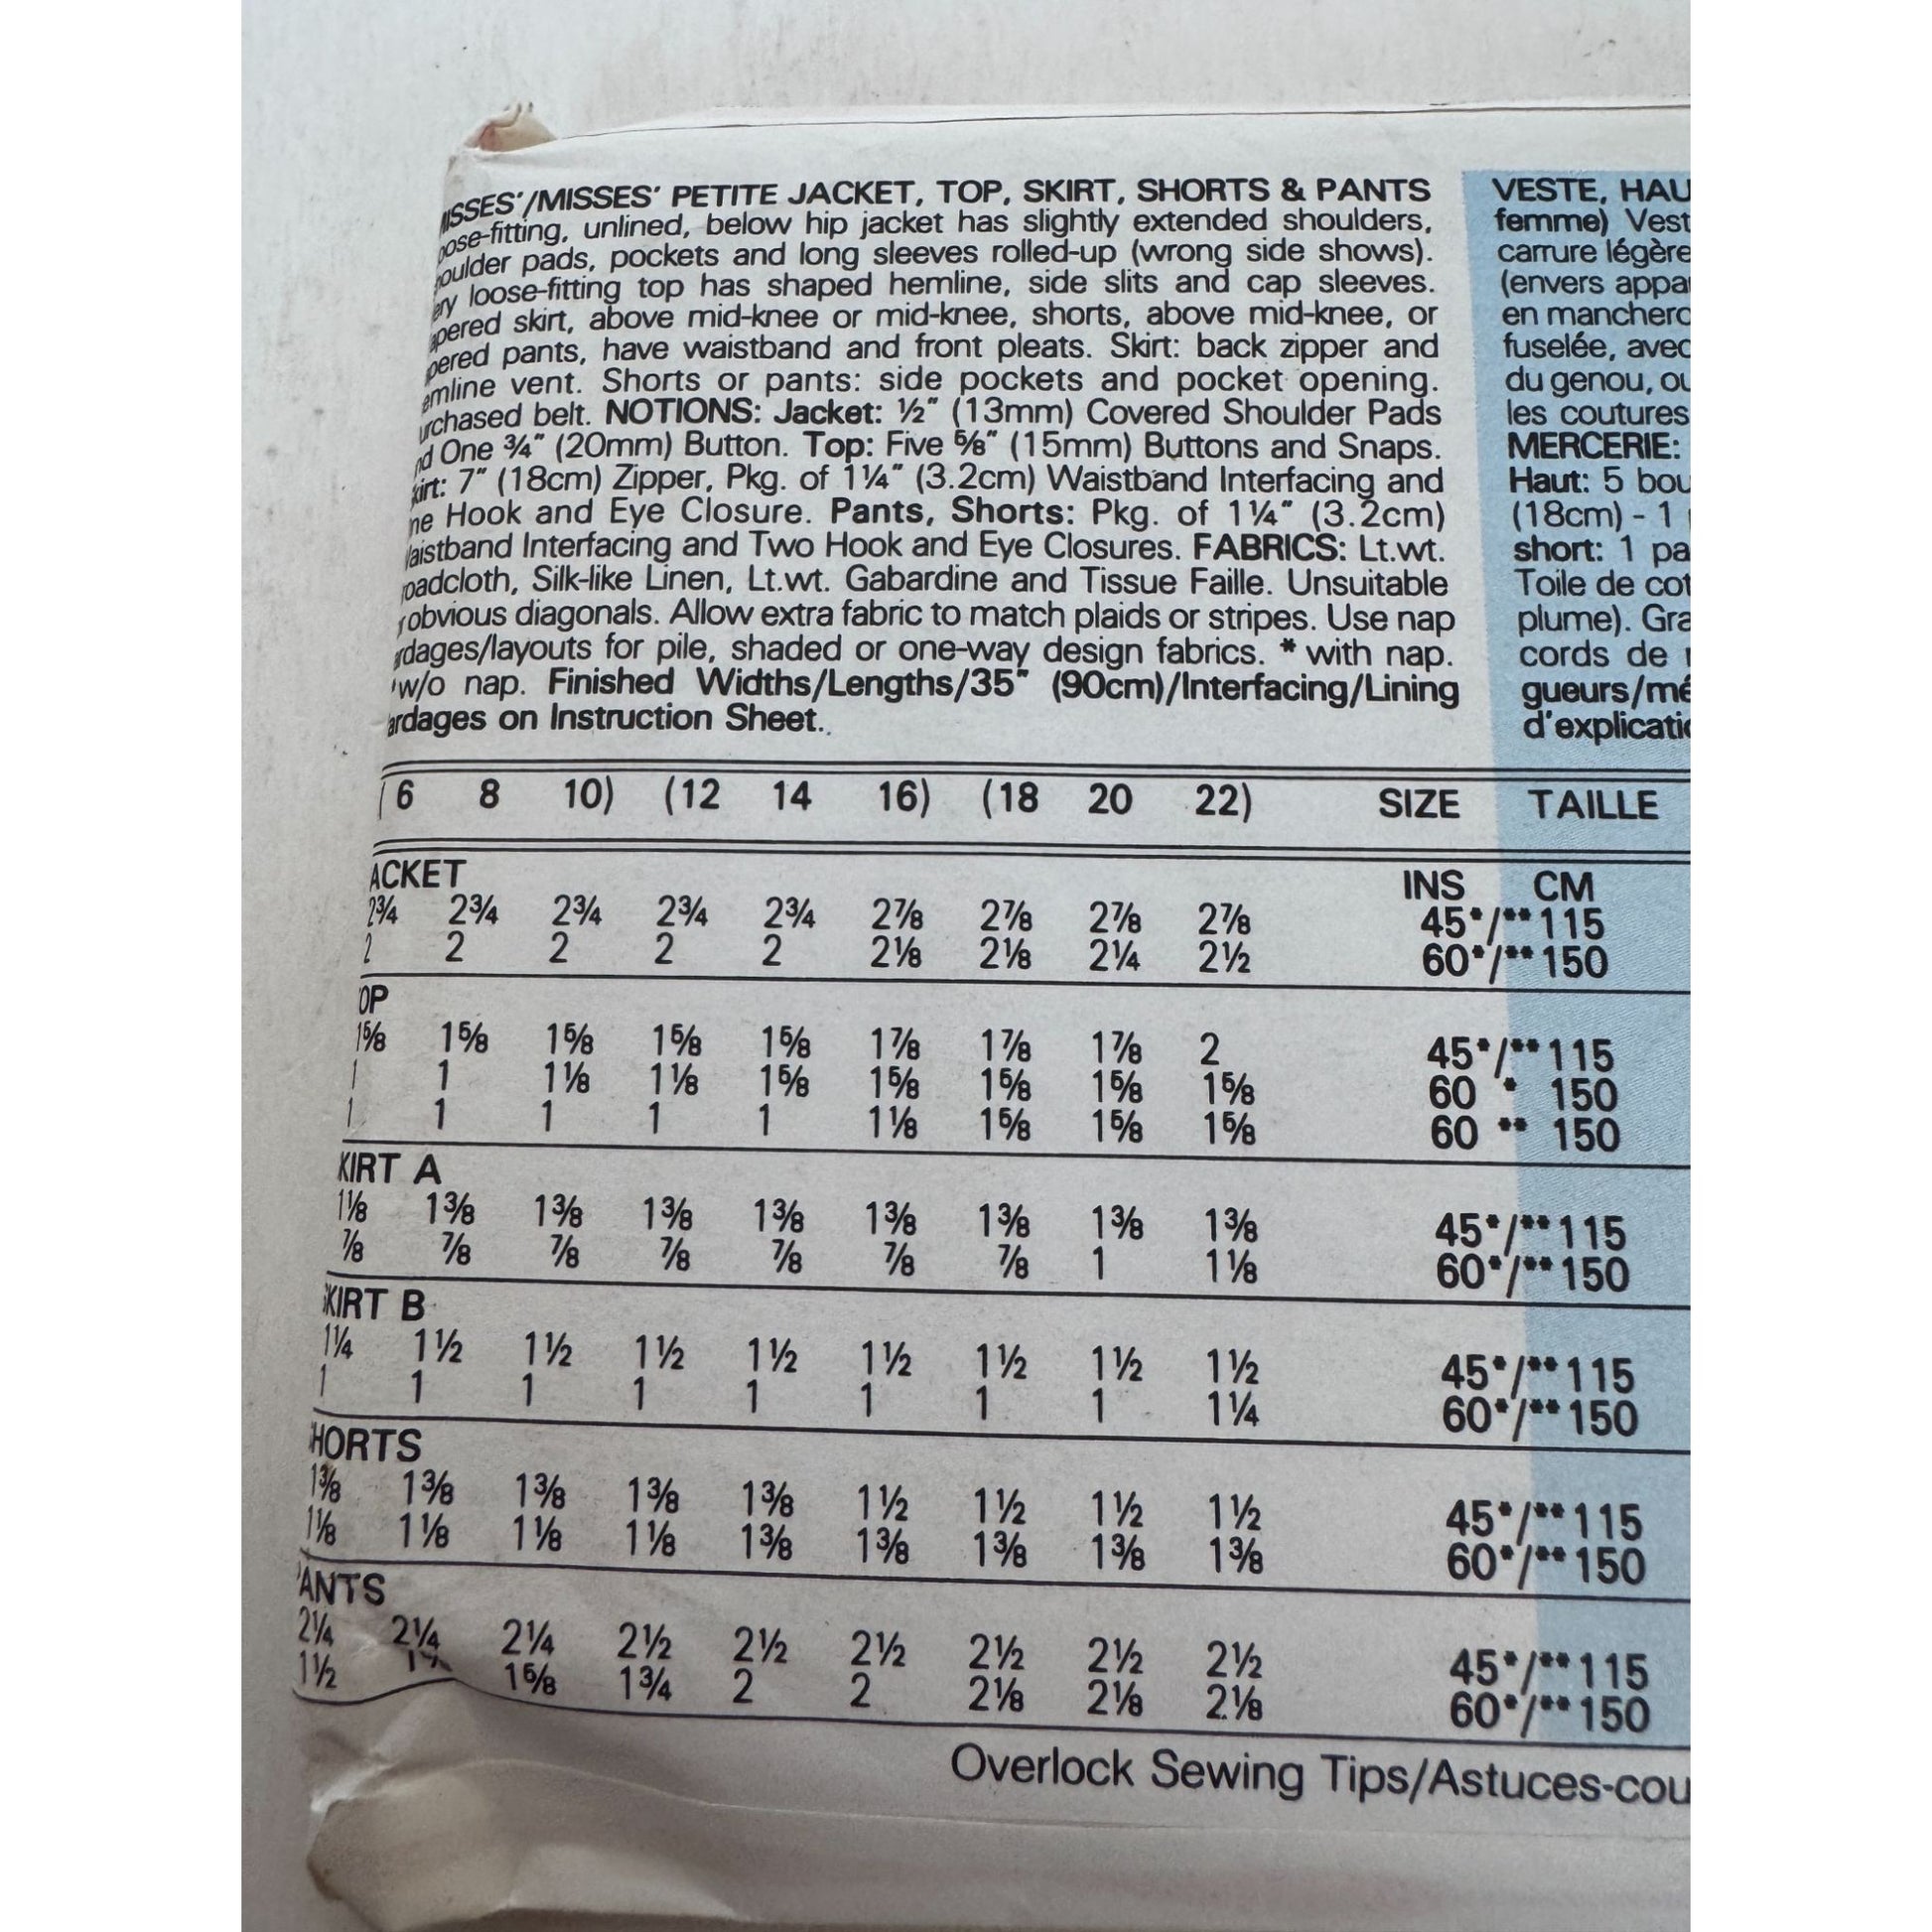 ISSES'/MISSES' PETITE JACKET, TOP, SKIRT, SHORTS & PANTS
oose-fitting, unlined, below hip jacket has slightly extended shoulders,
oulder pads, pockets and long sleeves rolled-up (wrong side shows).
ery loose-fitting top has shaped hemline, side slits and cap sleeves.
apered skirt, above mid-knee or mid-knee, shorts, above mid-knee, or
pered pants, have waistband and front pleats. Skirt: back zipper and
emline vent. Shorts or pants: side pockets and pocket opening.
urchased belt. NOTIONS: Jacket: ½" (13mm) Covered Shoulder Pads
nd One ¾" (20mm) Button. Top: Five ⅝" (15mm) Buttons and Snaps.
kirt: 7" (18cm) Zipper, Pkg. of 1¼" (3.2cm) Waistband Interfacing and
ne Hook and Eye Closure. Pants, Shorts: Pkg. of 1¼" (3.2cm)
aistband Interfacing and Two Hook and Eye Closures. FABRICS: Lt.wt.
roadcloth, Silk-like Linen, Lt.wt. Gabardine and Tissue Faille. Unsuitable
r obvious diagonals. Allow extra fabric to match plaids or stripes. Use nap
ardages/layouts for pile, shaded or one-way design fabrics. * with nap.
*w/o nap. Finished Widths/Lengths/35" (90cm)/Interfacing/Lining
ardages on Instruction Sheet.
VESTE, HAU
femme) Vest
carrure légère
(envers appa
en manchero
fuselée, avec
du genou, ou
les coutures
MERCERIE:
Haut: 5 bou
(18cm) - 1
short: 1 pa
Toile de cot
plume). Gra
cords de
gueurs/mé
d'explicatio
(6 8 10) (12 14 16) (18 20 22) SIZE TAILLE
ACKET INS CM
2¾ 2¾ 2¾ 2¾ 2¾ 2⅞ 2⅞ 2⅞ 2⅞ 45*/** 115
2 2 2 2 2 2⅛ 2⅛ 2¼ 2½ 60*/** 150
OP
1⅝ 1⅝ 1⅝ 1⅝ 1⅝ 1⅞ 1⅞ 1⅞ 2 45*/** 115
1 1 1⅛ 1⅛ 1⅝ 1⅝ 1⅝ 1⅝ 1⅝ 60 * 150
1 1 1 1 1 1⅛ 1⅝ 1⅝ 1⅝ 60 ** 150
KIRT A
1⅛ 1⅜ 1⅜ 1⅜ 1⅜ 1⅜ 1⅜ 1⅜ 1⅜ 45*/** 115
⅞ ⅞ ⅞ ⅞ ⅞ ⅞ ⅞ 1 1⅛ 60*/** 150
KIRT B
1¼ 1½ 1½ 1½ 1½ 1½ 1½ 1½ 1½ 45*/** 115
1 1 1 1 1 1 1 1 1¼ 60*/** 150
HORTS
1⅜ 1⅜ 1⅜ 1⅜ 1⅜ 1½ 1½ 1½ 1½ 45*/** 115
1⅛ 1⅛ 1⅛ 1⅛ 1⅜ 1⅜ 1⅜ 1⅜ 1⅜ 60*/** 150
PANTS
2¼ 2¼ 2¼ 2½ 2½ 2½ 2½ 2½ 2½ 45*/** 115
1½ 1⅝ 1¾ 2 2 2⅛ 2⅛ 2⅛ 60*/** 150
Overlock Sewing Tips/Astuces-cou